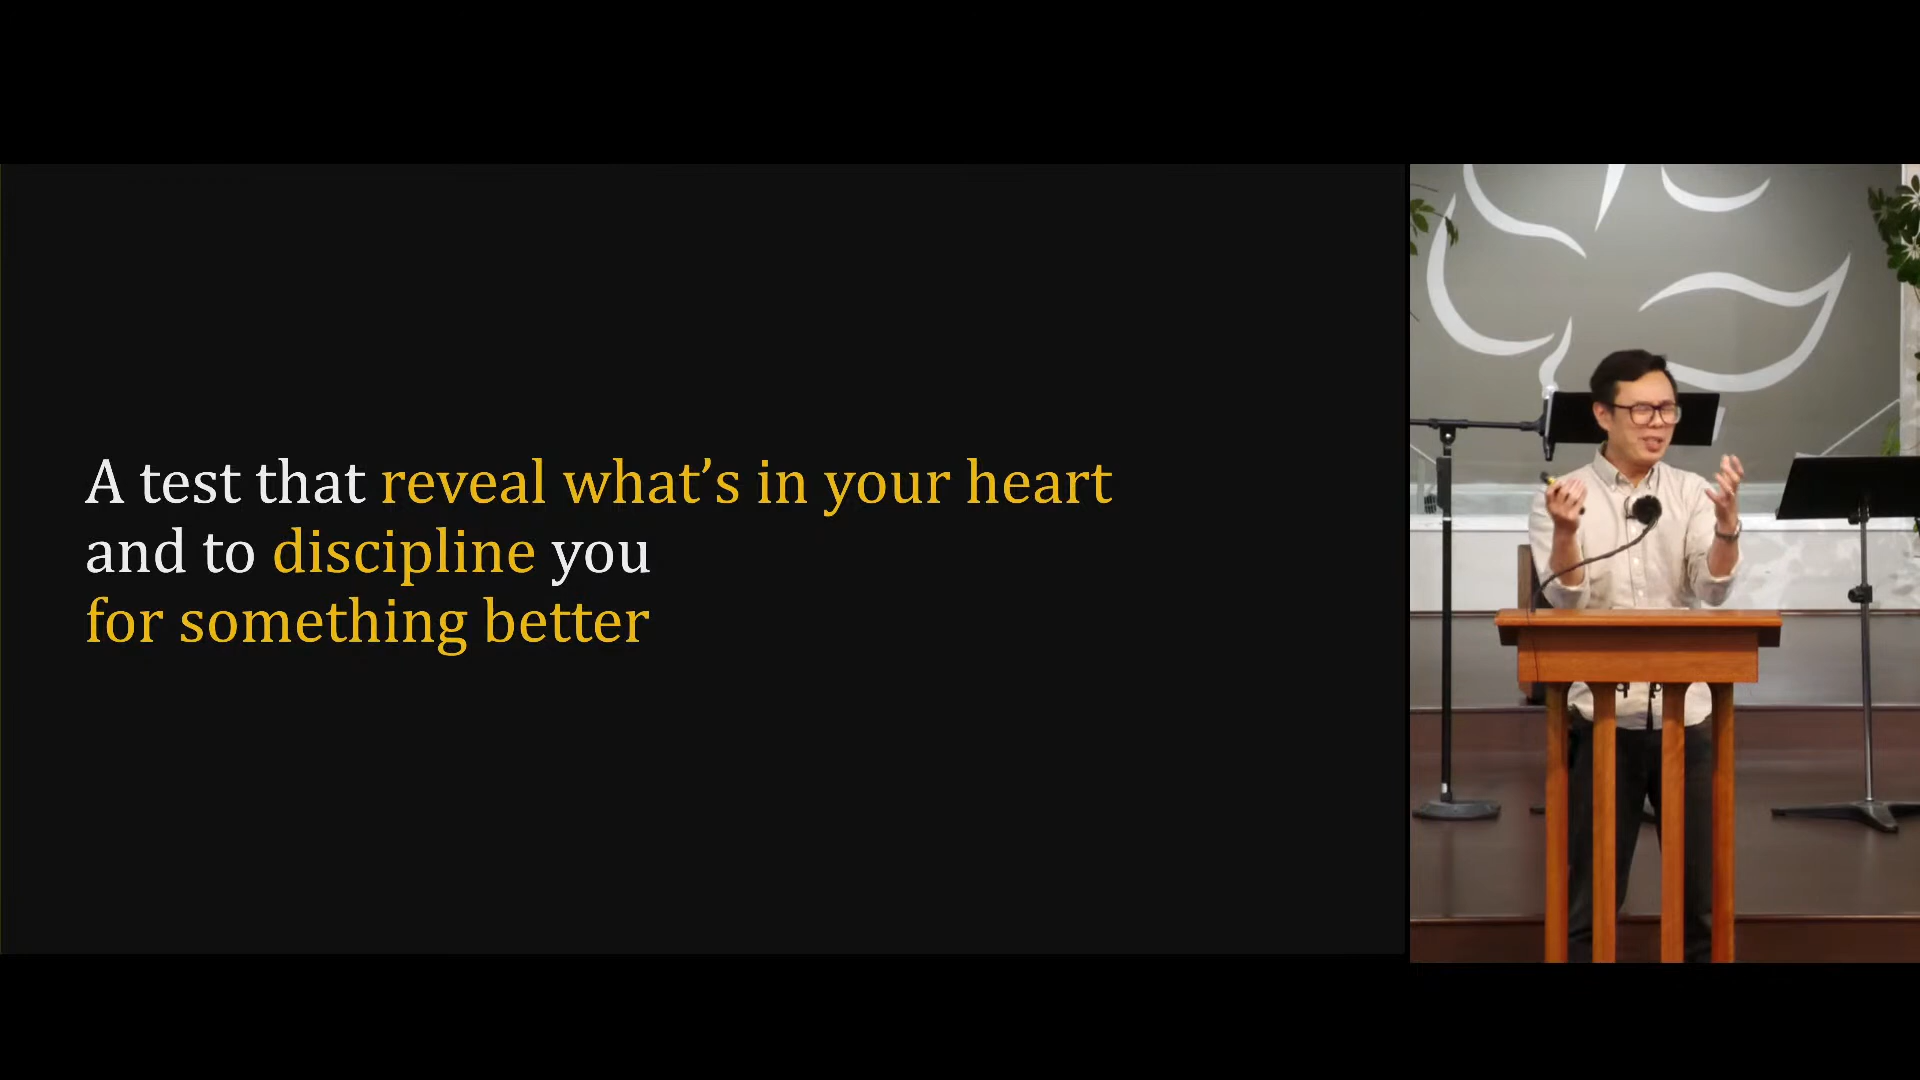 A test that reveal what’s in your heart
and to discipline you
for something better